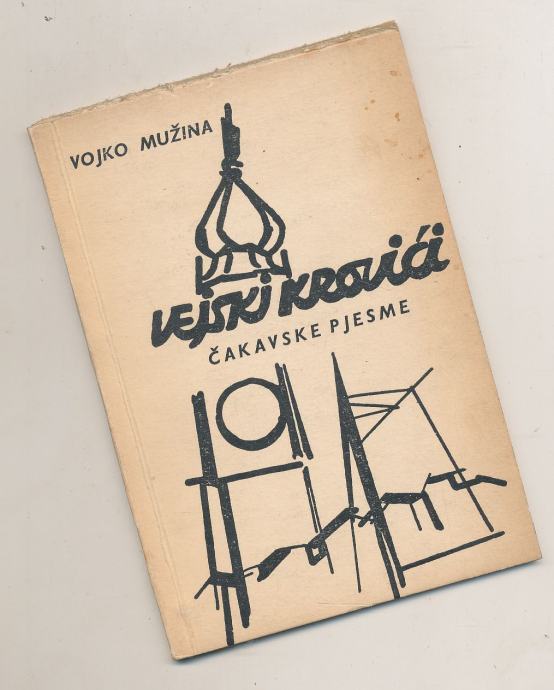 VOJKO MUŽINA
VEJSKI KROVIĆI
ČAKAVSKE PJESME